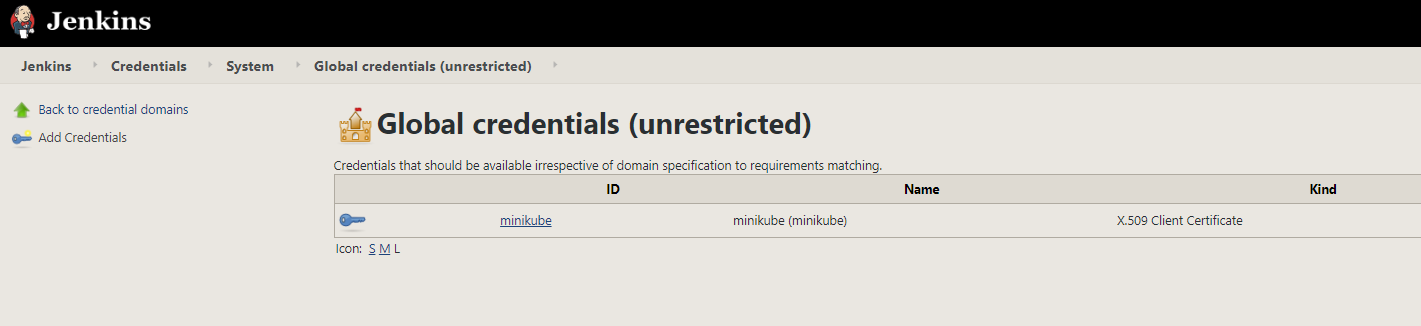 Jenkins
Jenkins Credentials System Global credentials (unrestricted)
Back to credential domains
Add Credentials
Global credentials (unrestricted)
Credentials that should be available irrespective of domain specification to requirements matching.
ID Name Kind
minikube minikube (minikube) X.509 Client Certificate
Icon: S M L